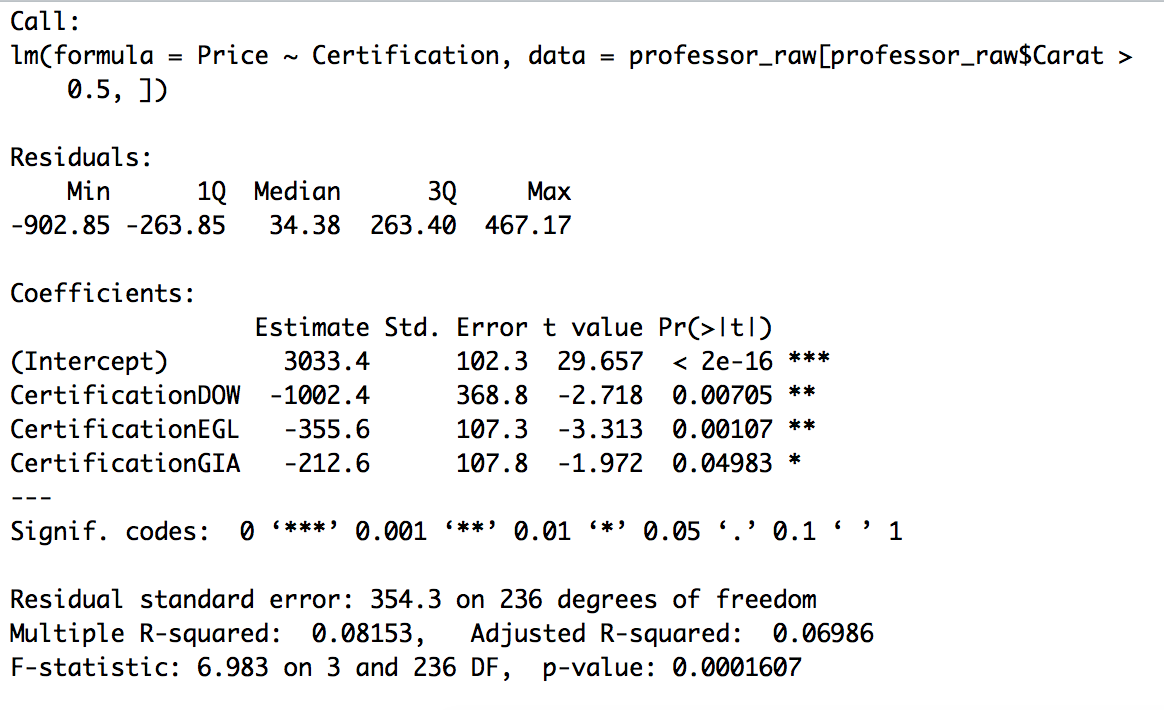 Call:
lm(formula = Price ~ Certification, data = professor_raw[professor_raw$Carat >
    0.5, ])

Residuals:
    Min      1Q  Median      3Q     Max
-902.85 -263.85   34.38  263.40  467.17

Coefficients:
                 Estimate Std. Error t value Pr(>|t|)
(Intercept)        3033.4      102.3  29.657  < 2e-16 ***
CertificationDOW  -1002.4      368.8  -2.718  0.00705 **
CertificationEGL   -355.6      107.3  -3.313  0.00107 **
CertificationGIA   -212.6      107.8  -1.972  0.04983 *
---
Signif. codes:  0 ‘***’ 0.001 ‘**’ 0.01 ‘*’ 0.05 ‘.’ 0.1 ‘ ’ 1

Residual standard error: 354.3 on 236 degrees of freedom
Multiple R-squared:  0.08153,	Adjusted R-squared:  0.06986
F-statistic: 6.983 on 3 and 236 DF,  p-value: 0.0001607